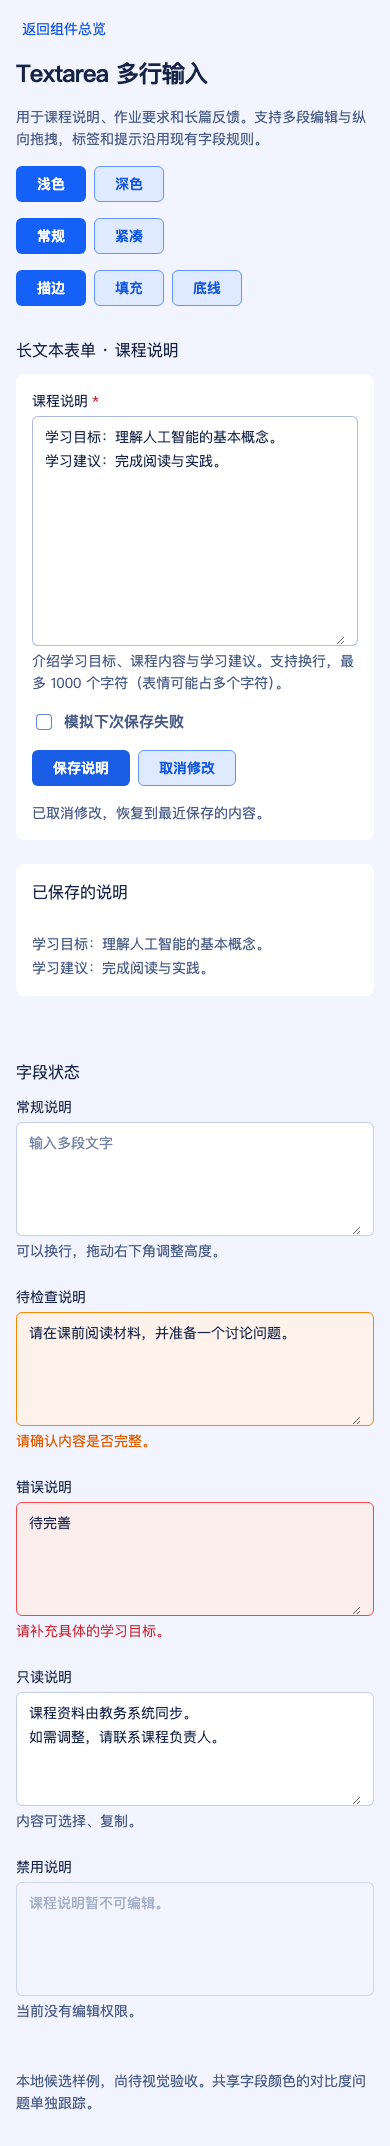 返回组件总览
Textarea 多行输入
用于课程说明、作业要求和长篇反馈。支持多段编辑与纵
向拖拽，标签和提示沿用现有字段规则。
浅色 深色
常规 紧凑
描边 填充 底线
长文本表单 · 课程说明
课程说明 *
学习目标：理解人工智能的基本概念。
学习建议：完成阅读与实践。
介绍学习目标、课程内容与学习建议。支持换行，最
多 1000 个字符（表情可能占多个字符）。
模拟下次保存失败
保存说明 取消修改
已取消修改，恢复到最近保存的内容。
已保存的说明
学习目标：理解人工智能的基本概念。
学习建议：完成阅读与实践。
字段状态
常规说明
输入多段文字
可以换行，拖动右下角调整高度。
待检查说明
请在课前阅读材料，并准备一个讨论问题。
请确认内容是否完整。
错误说明
待完善
请补充具体的学习目标。
只读说明
课程资料由教务系统同步。
如需调整，请联系课程负责人。
内容可选择、复制。
禁用说明
课程说明暂不可编辑。
当前没有编辑权限。
本地候选样例，尚待视觉验收。共享字段颜色的对比度问
题单独跟踪。